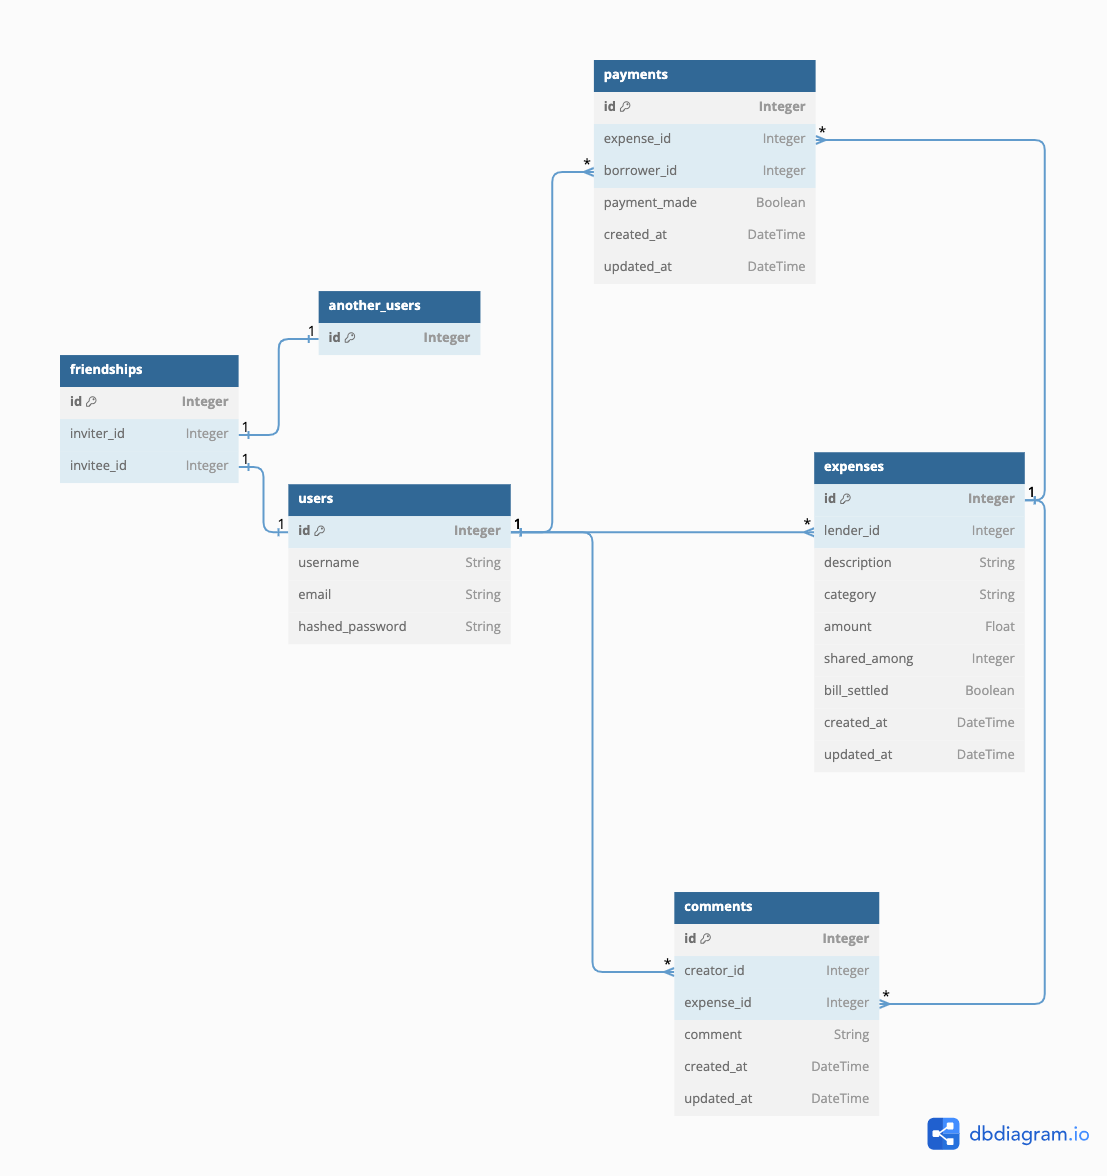 payments
id Integer
expense_id Integer
borrower_id Integer
payment_made Boolean
created_at DateTime
updated_at DateTime
*
*
another_users
id Integer
1
friendships
id Integer
inviter_id Integer
invitee_id Integer
1
1
users
id Integer
username String
email String
hashed_password String
1
1
expenses
id Integer
lender_id Integer
description String
category String
amount Float
shared_among Integer
bill_settled Boolean
created_at DateTime
updated_at DateTime
1
*
comments
id Integer
creator_id Integer
expense_id Integer
comment String
created_at DateTime
updated_at DateTime
*
*
dbdiagram.io